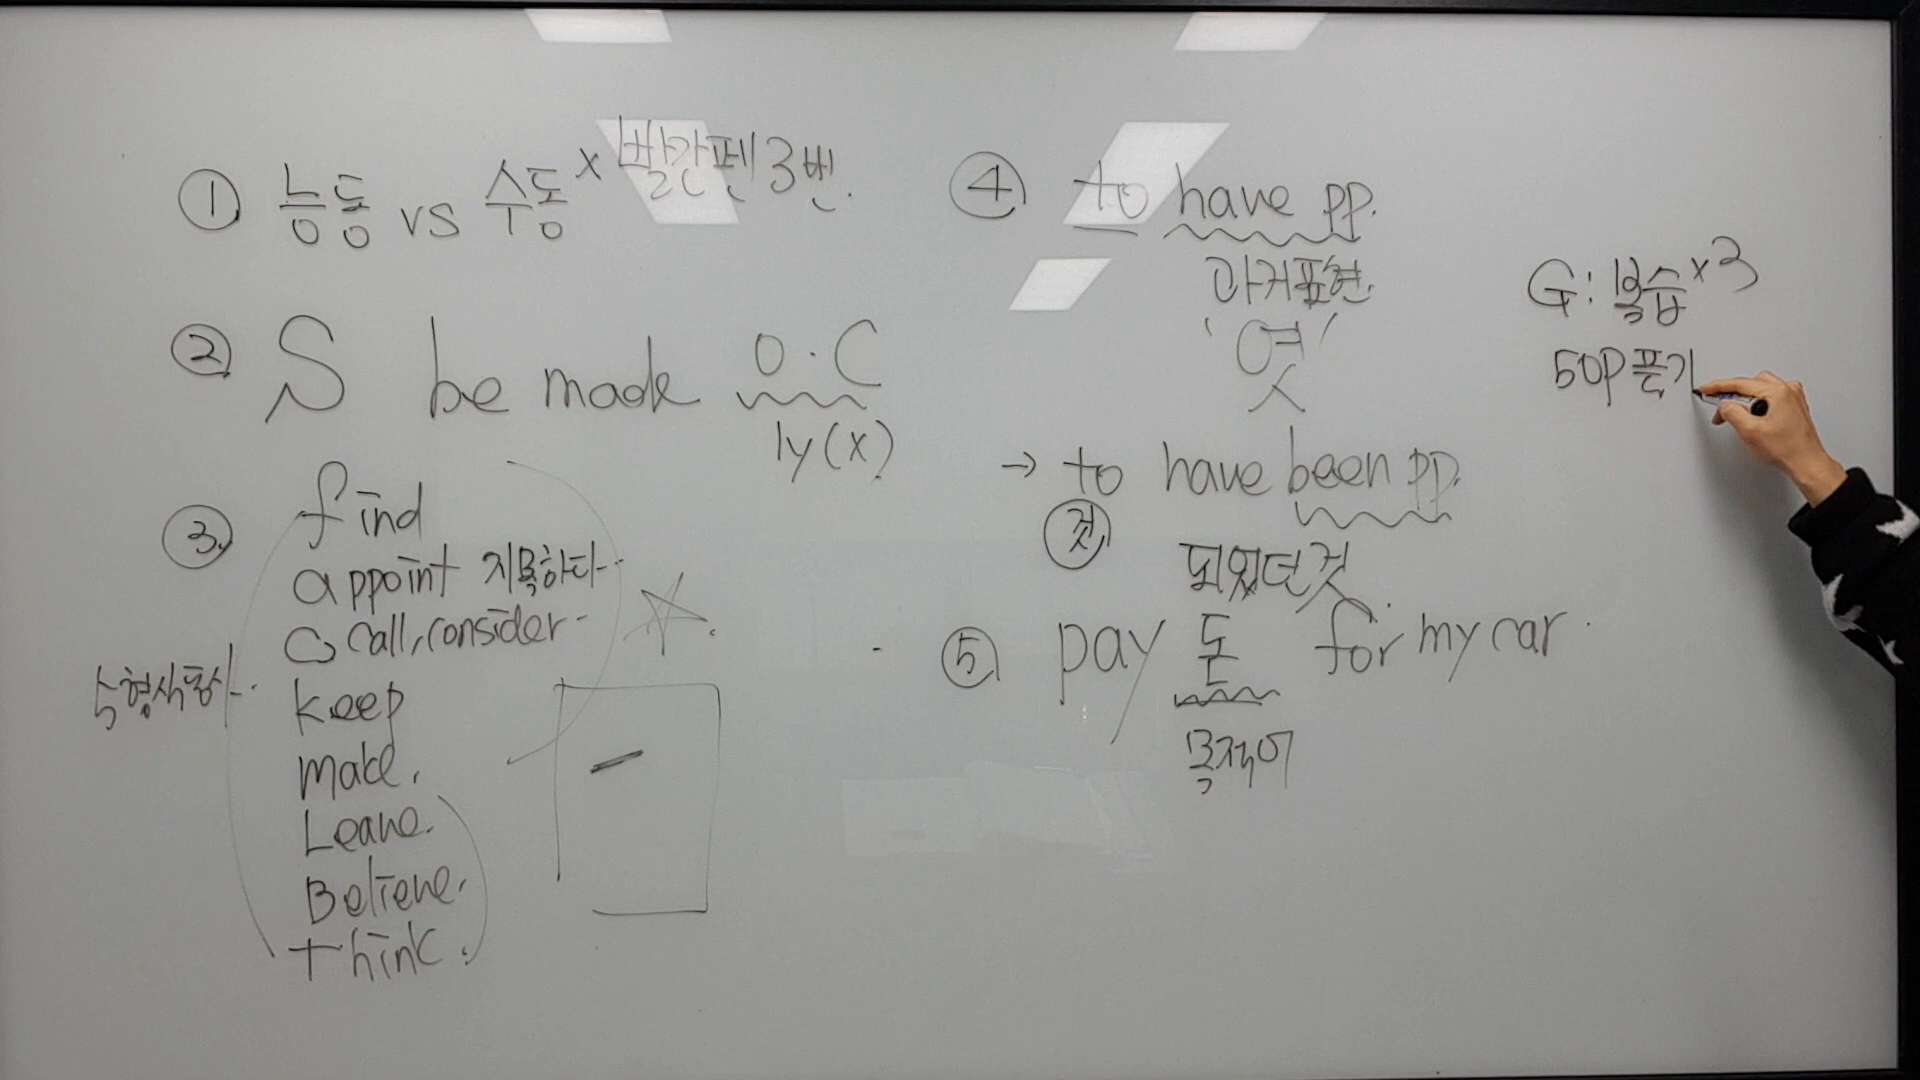 ① 능동 vs 수동 x 빨간펜 3번.
② S be made O.C
ly(x)
③ find
appoint 지목하다.
call, consider
5형식동사.
keep
make.
Leave.
Believe.
think.
④ to have pp.
과거표현.
'였'
→ to have been pp.
것
되었던 것
⑤ pay 돈 for my car.
목적어
G: 복습 x3
50P 풀기